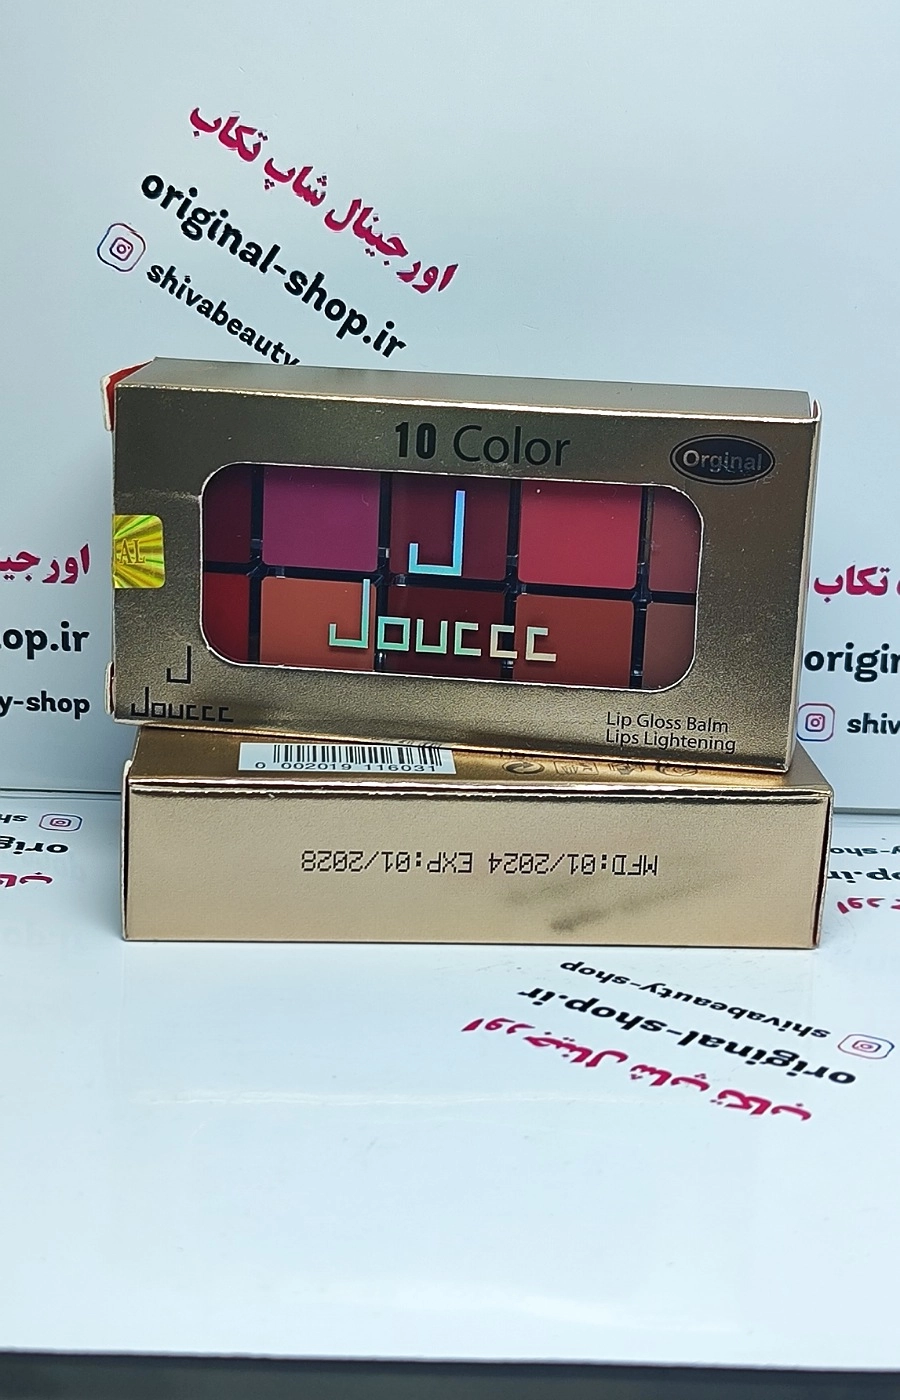 اورجینال شاپ تکاب
original-shop.ir
shivabeauty
10 Color
Orginal
J
Jouccc
AL
J
Jouccc
Lip Gloss Balm
Lips Lightening
اورجی
op.ir
y-shop
تکاب
origin
shiv
0 002019 116031
MFD:01/2024 EXP:01/2028
shivabeauty-shop
original-shop.ir
اورجینال شاپ تکاب